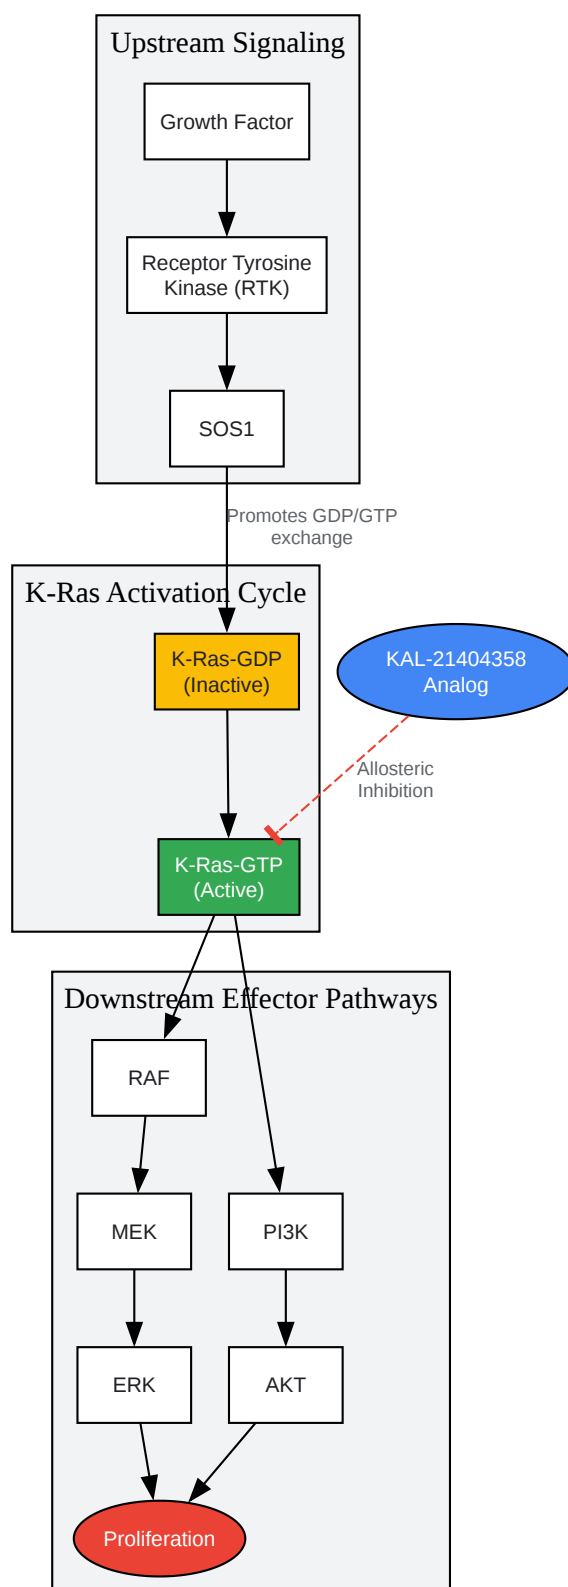 Upstream Signaling
Growth Factor
Receptor Tyrosine
Kinase (RTK)
SOS1
Promotes GDP/GTP
exchange
K-Ras Activation Cycle
K-Ras-GDP
(Inactive)
KAL-21404358
Analog
Allosteric
Inhibition
K-Ras-GTP
(Active)
Downstream Effector Pathways
RAF
MEK
PI3K
ERK
AKT
Proliferation